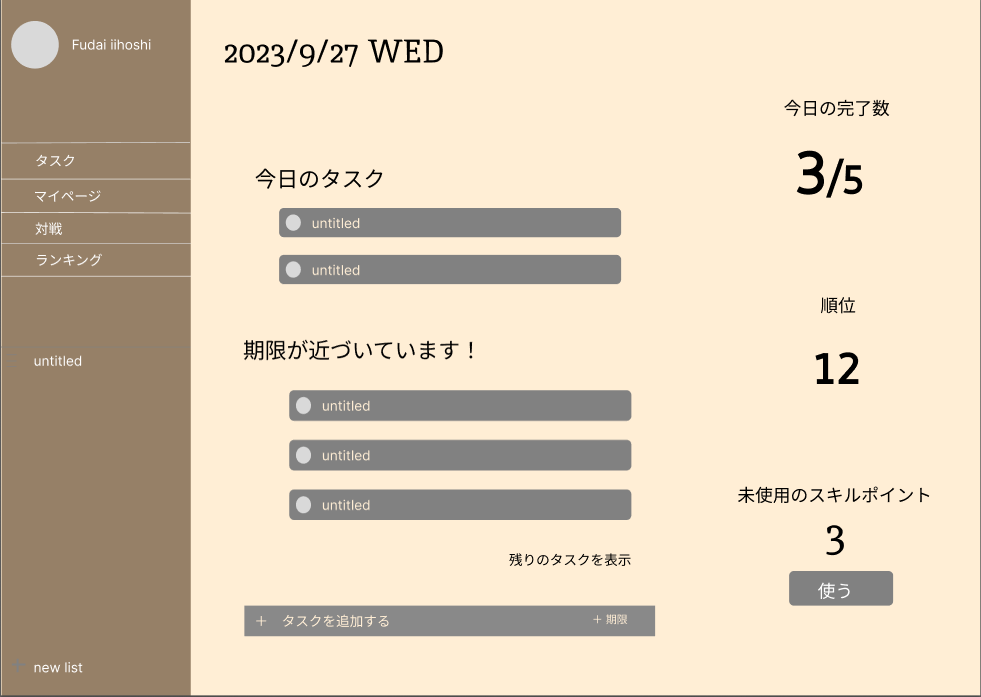 Fudai iihoshi
タスク
マイページ
対戦
ランキング
untitled
+ new list
2023/9/27 WED
今日のタスク
untitled
untitled
期限が近づいています！
untitled
untitled
untitled
残りのタスクを表示
+ タスクを追加する + 期限
今日の完了数
3/5
順位
12
未使用のスキルポイント
3
使う